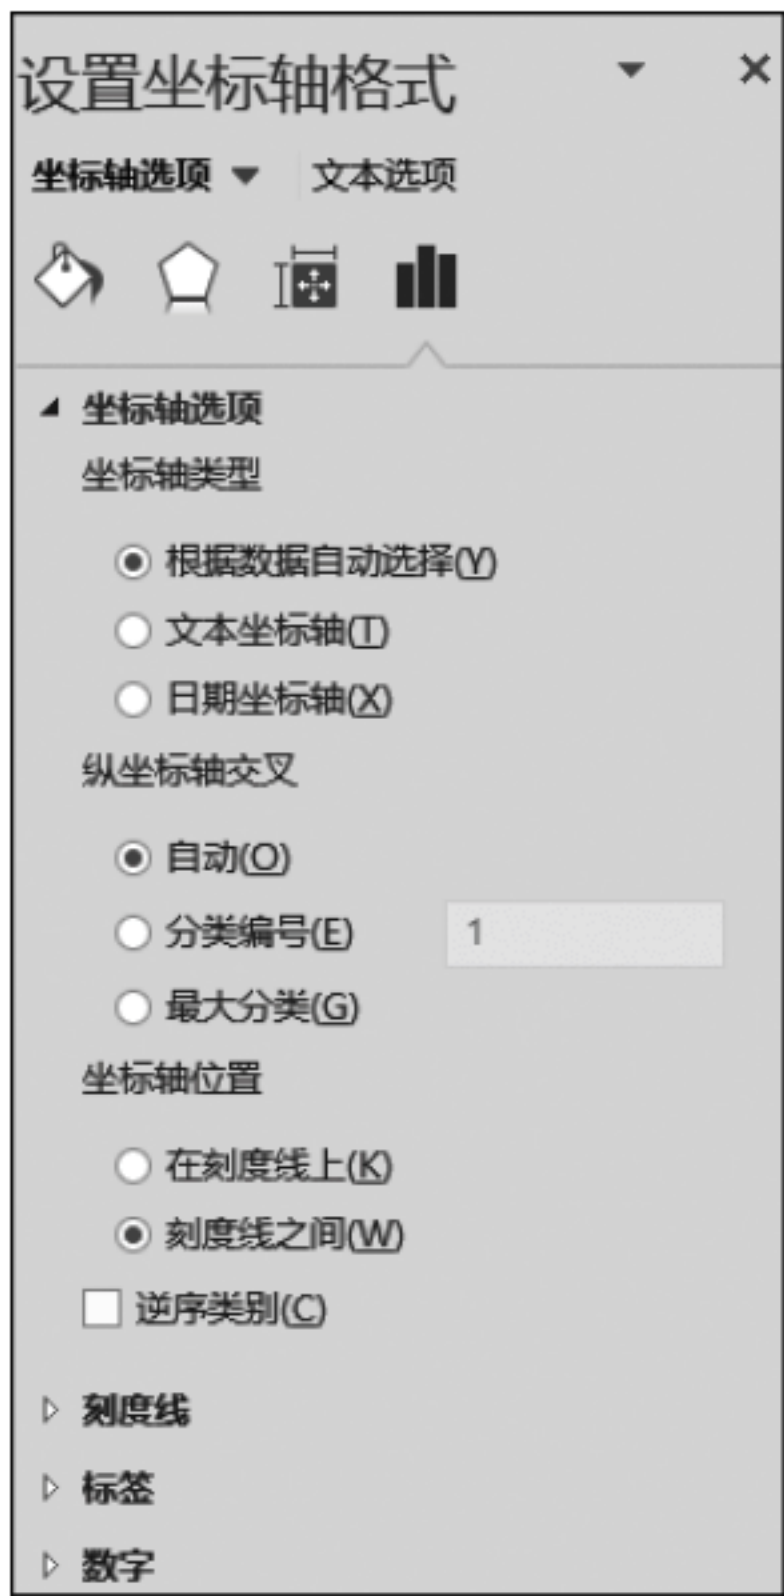 设置坐标轴格式
坐标轴选项 文本选项
坐标轴选项
坐标轴类型
根据数据自动选择(Y)
文本坐标轴(T)
日期坐标轴(X)
纵坐标轴交叉
自动(O)
分类编号(E) 1
最大分类(G)
坐标轴位置
在刻度线上(K)
刻度线之间(W)
逆序类别(C)
刻度线
标签
数字